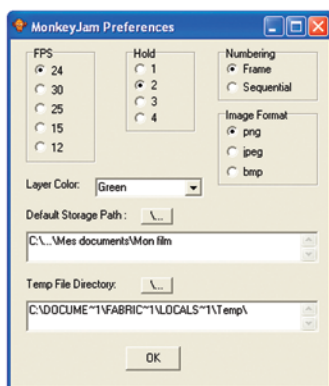 MonkeyJam Preferences
FPS
24
30
25
15
12
Hold
1
2
3
4
Numbering
Frame
Sequential
Image Format
png
jpeg
bmp
Layer Color:
Green
Default Storage Path :
\...
C:\...\Mes documents\Mon film
Temp File Directory:
\...
C:\DOCUME~1\FABRIC~1\LOCALS~1\Temp\
OK